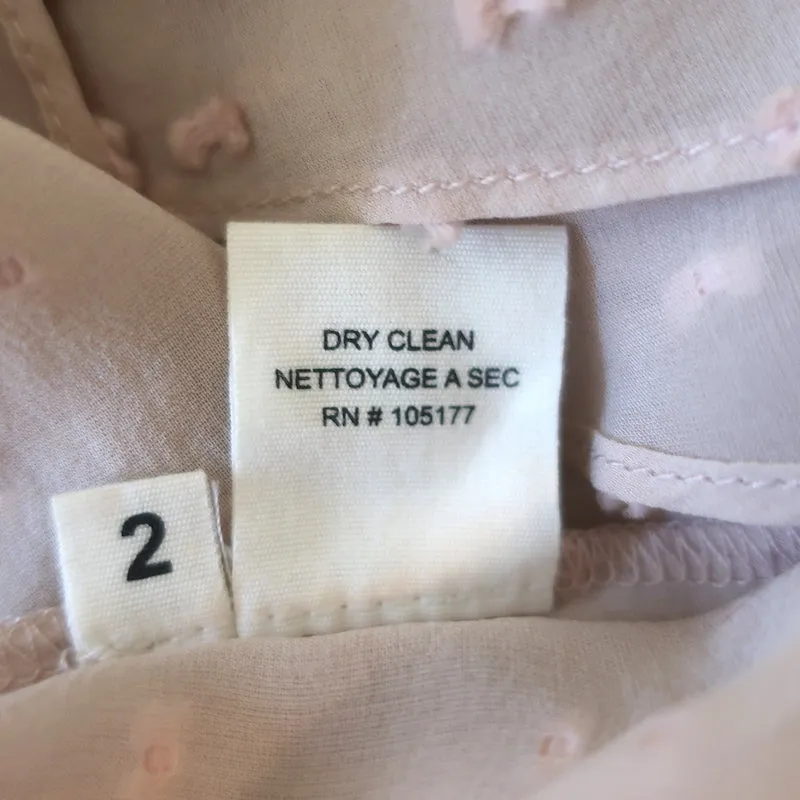 DRY CLEAN
NETTOYAGE A SEC
RN # 105177
2